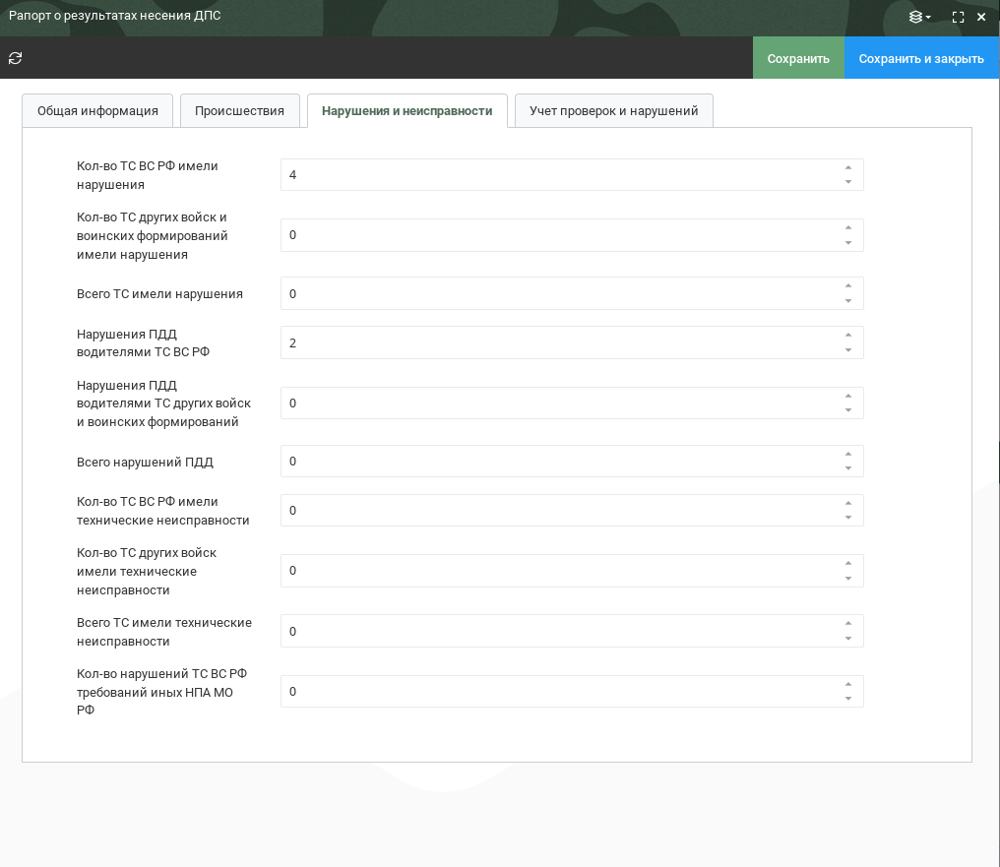 Рапорт о результатах несения ДПС
Сохранить
Сохранить и закрыть
Общая информация
Происшествия
Нарушения и неисправности
Учет проверок и нарушений
Кол-во ТС ВС РФ имели
нарушения
4
Кол-во ТС других войск и
воинских формирований
имели нарушения
0
Всего ТС имели нарушения
0
Нарушения ПДД
водителями ТС ВС РФ
2
Нарушения ПДД
водителями ТС других войск
и воинских формирований
0
Всего нарушений ПДД
0
Кол-во ТС ВС РФ имели
технические неисправности
0
Кол-во ТС других войск
имели технические
неисправности
0
Всего ТС имели технические
неисправности
0
Кол-во нарушений ТС ВС РФ
требований иных НПА МО
РФ
0